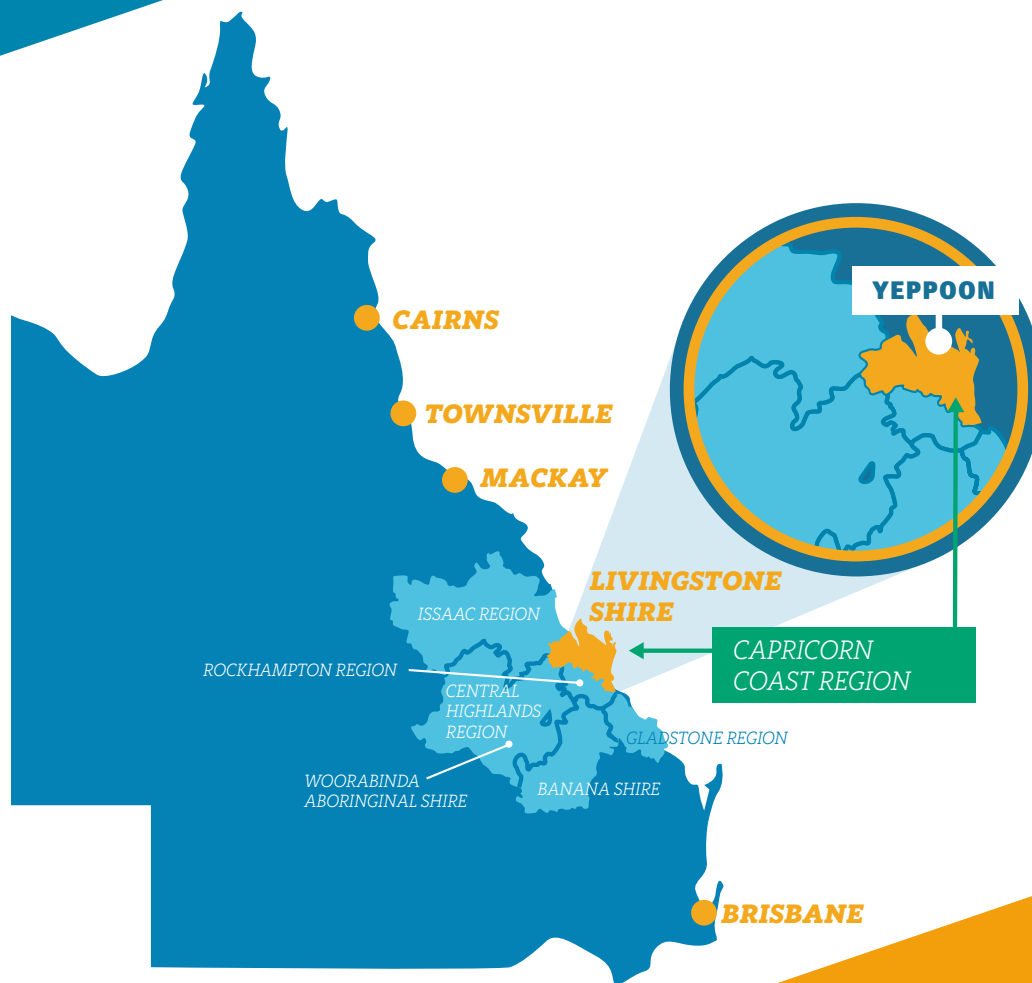 CAIRNS
YEPPOON
TOWNSVILLE
MACKAY
LIVINGSTONE
SHIRE
ISSAAC REGION
CAPRICORN
COAST REGION
ROCKHAMPTON REGION
CENTRAL
HIGHLANDS
REGION
GLADSTONE REGION
WOORABINDA
ABORINGINAL SHIRE
BANANA SHIRE
BRISBANE